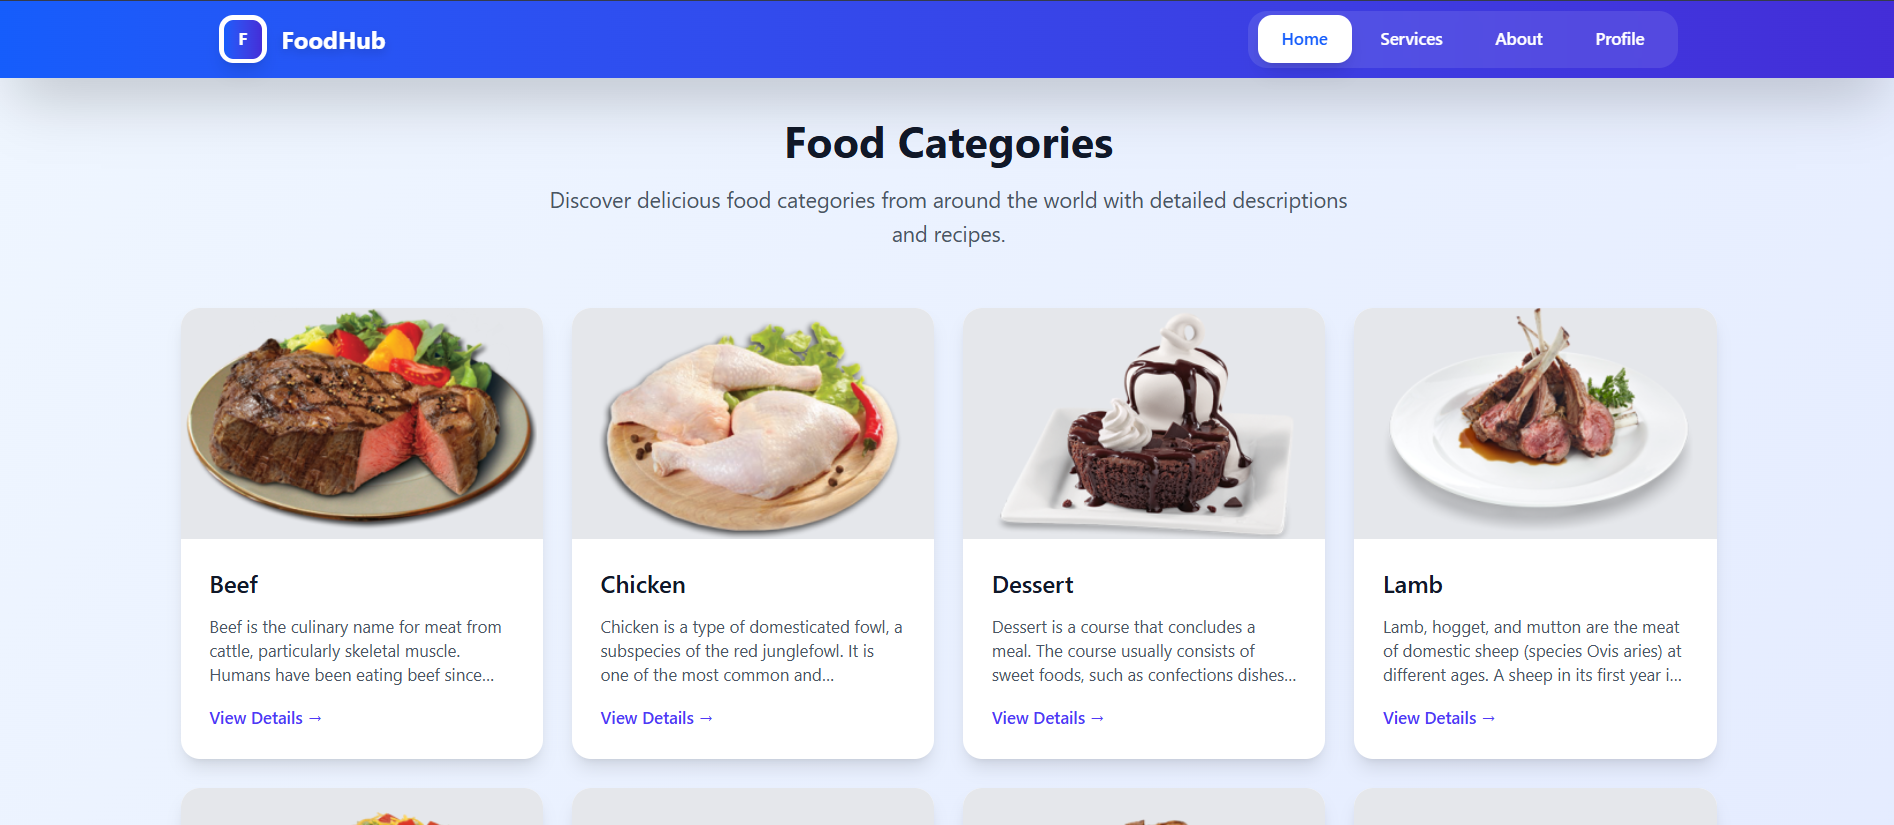 F
FoodHub
Home
Services
About
Profile
Food Categories
Discover delicious food categories from around the world with detailed descriptions
and recipes.
Beef
Beef is the culinary name for meat from
cattle, particularly skeletal muscle.
Humans have been eating beef since...
View Details →
Chicken
Chicken is a type of domesticated fowl, a
subspecies of the red junglefowl. It is
one of the most common and...
View Details →
Dessert
Dessert is a course that concludes a
meal. The course usually consists of
sweet foods, such as confections dishes...
View Details →
Lamb
Lamb, hogget, and mutton are the meat
of domestic sheep (species Ovis aries) at
different ages. A sheep in its first year i...
View Details →